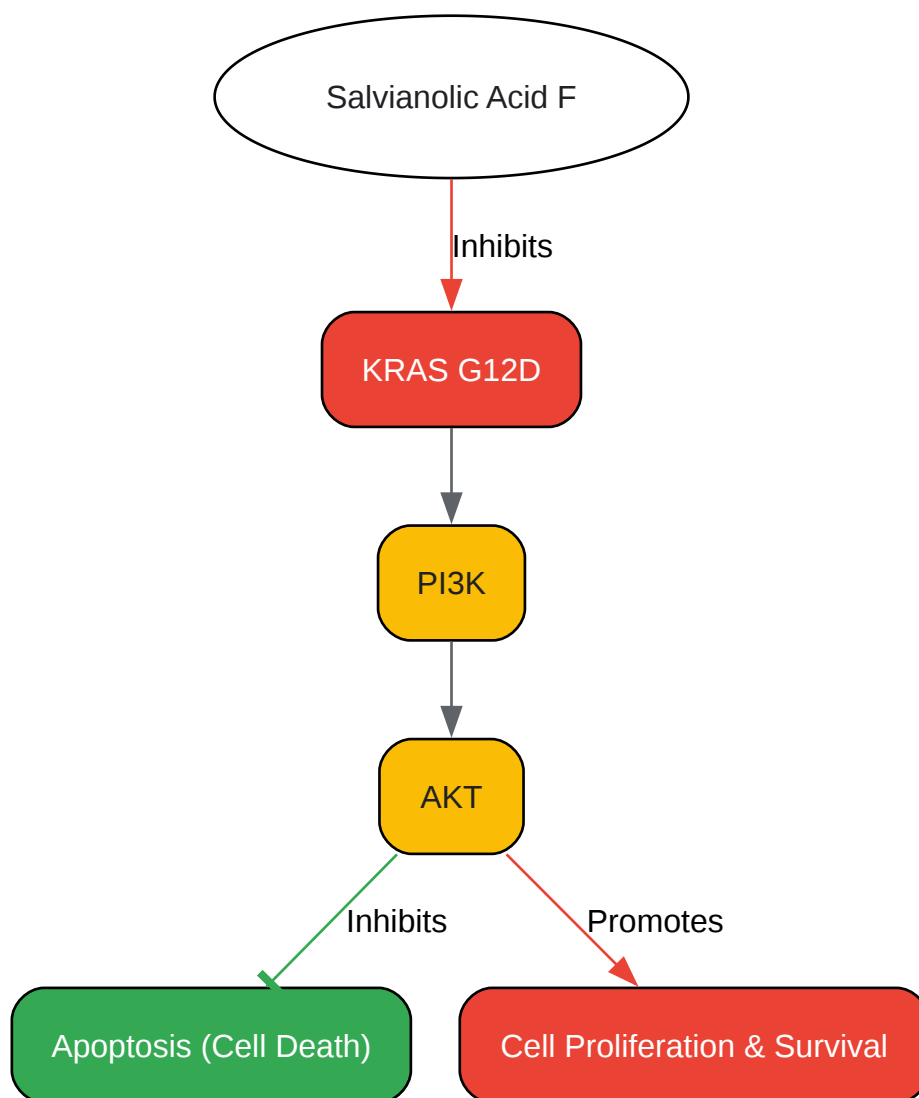 Salvianolic Acid F
Inhibits
KRAS G12D
PI3K
AKT
Inhibits
Promotes
Apoptosis (Cell Death)
Cell Proliferation & Survival